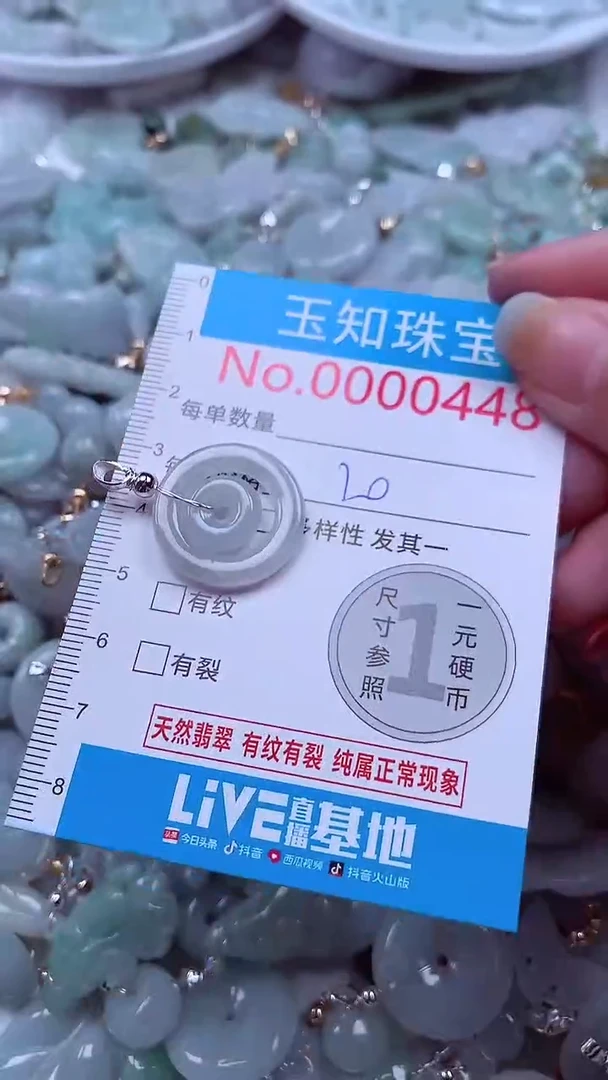 玉知珠宝
No.0000448
每单数量
20
样性 发其一
有纹
有裂
尺寸参照
1
一元硬币
天然翡翠 有纹有裂 纯属正常现象
LIVE直播基地
头条 今日头条 抖音 西瓜视频 抖音火山版
0
1
2
3
4
5
6
7
8